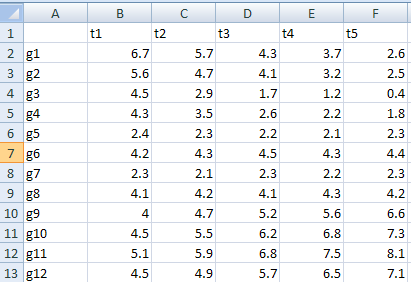 A B C D E F
1 t1 t2 t3 t4 t5
2 g1 6.7 5.7 4.3 3.7 2.6
3 g2 5.6 4.7 4.1 3.2 2.5
4 g3 4.5 2.9 1.7 1.2 0.4
5 g4 4.3 3.5 2.6 2.2 1.8
6 g5 2.4 2.3 2.2 2.1 2.3
7 g6 4.2 4.3 4.5 4.3 4.4
8 g7 2.3 2.1 2.3 2.2 2.3
9 g8 4.1 4.2 4.1 4.3 4.2
10 g9 4 4.7 5.2 5.6 6.6
11 g10 4.5 5.5 6.2 6.8 7.3
12 g11 5.1 5.9 6.8 7.5 8.1
13 g12 4.5 4.9 5.7 6.5 7.1